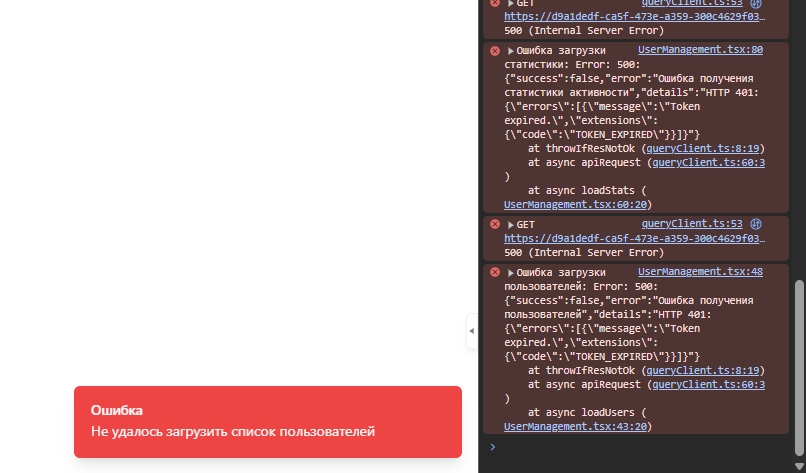 GET queryClient.ts:53
https://d9a1dedf-ca5f-473e-a359-300c4629f03…
500 (Internal Server Error)
Ошибка загрузки UserManagement.tsx:80
статистики: Error: 500:
{"success":false,"error":"Ошибка получения
статистики активности","details":"HTTP 401:
{\"errors\":[{\"message\":\"Token
expired.\",\"extensions\":
{\"code\":\"TOKEN_EXPIRED\"}}]}"}
at throwIfResNotOk (queryClient.ts:8:19)
at async apiRequest (queryClient.ts:60:3
)
at async loadStats (
UserManagement.tsx:60:20)
GET queryClient.ts:53
https://d9a1dedf-ca5f-473e-a359-300c4629f03…
500 (Internal Server Error)
Ошибка загрузки UserManagement.tsx:48
пользователей: Error: 500:
{"success":false,"error":"Ошибка получения
пользователей","details":"HTTP 401:
{\"errors\":[{\"message\":\"Token
expired.\",\"extensions\":
{\"code\":\"TOKEN_EXPIRED\"}}]}"}
at throwIfResNotOk (queryClient.ts:8:19)
at async apiRequest (queryClient.ts:60:3
)
at async loadUsers (
UserManagement.tsx:43:20)
Ошибка
Не удалось загрузить список пользователей